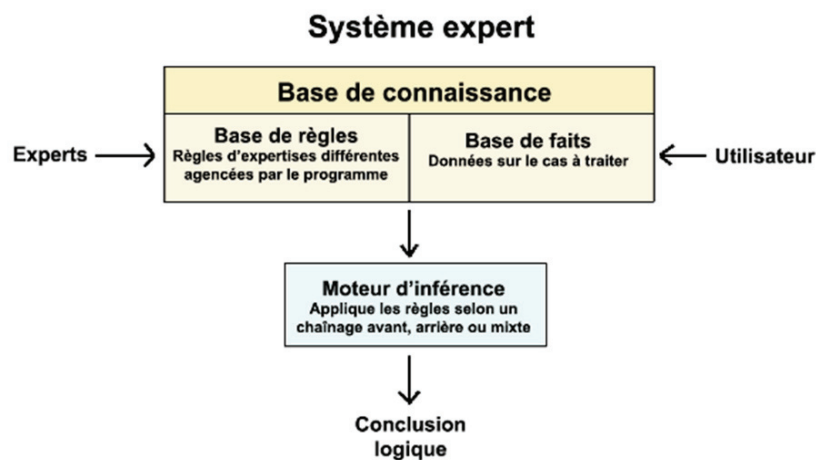 Système expert
Base de connaissance
Base de règles
Règles d'expertises différentes
agencées par le programme
Base de faits
Données sur le cas à traiter
Experts
Utilisateur
Moteur d'inférence
Applique les règles selon un
chaînage avant, arrière ou mixte
Conclusion
logique